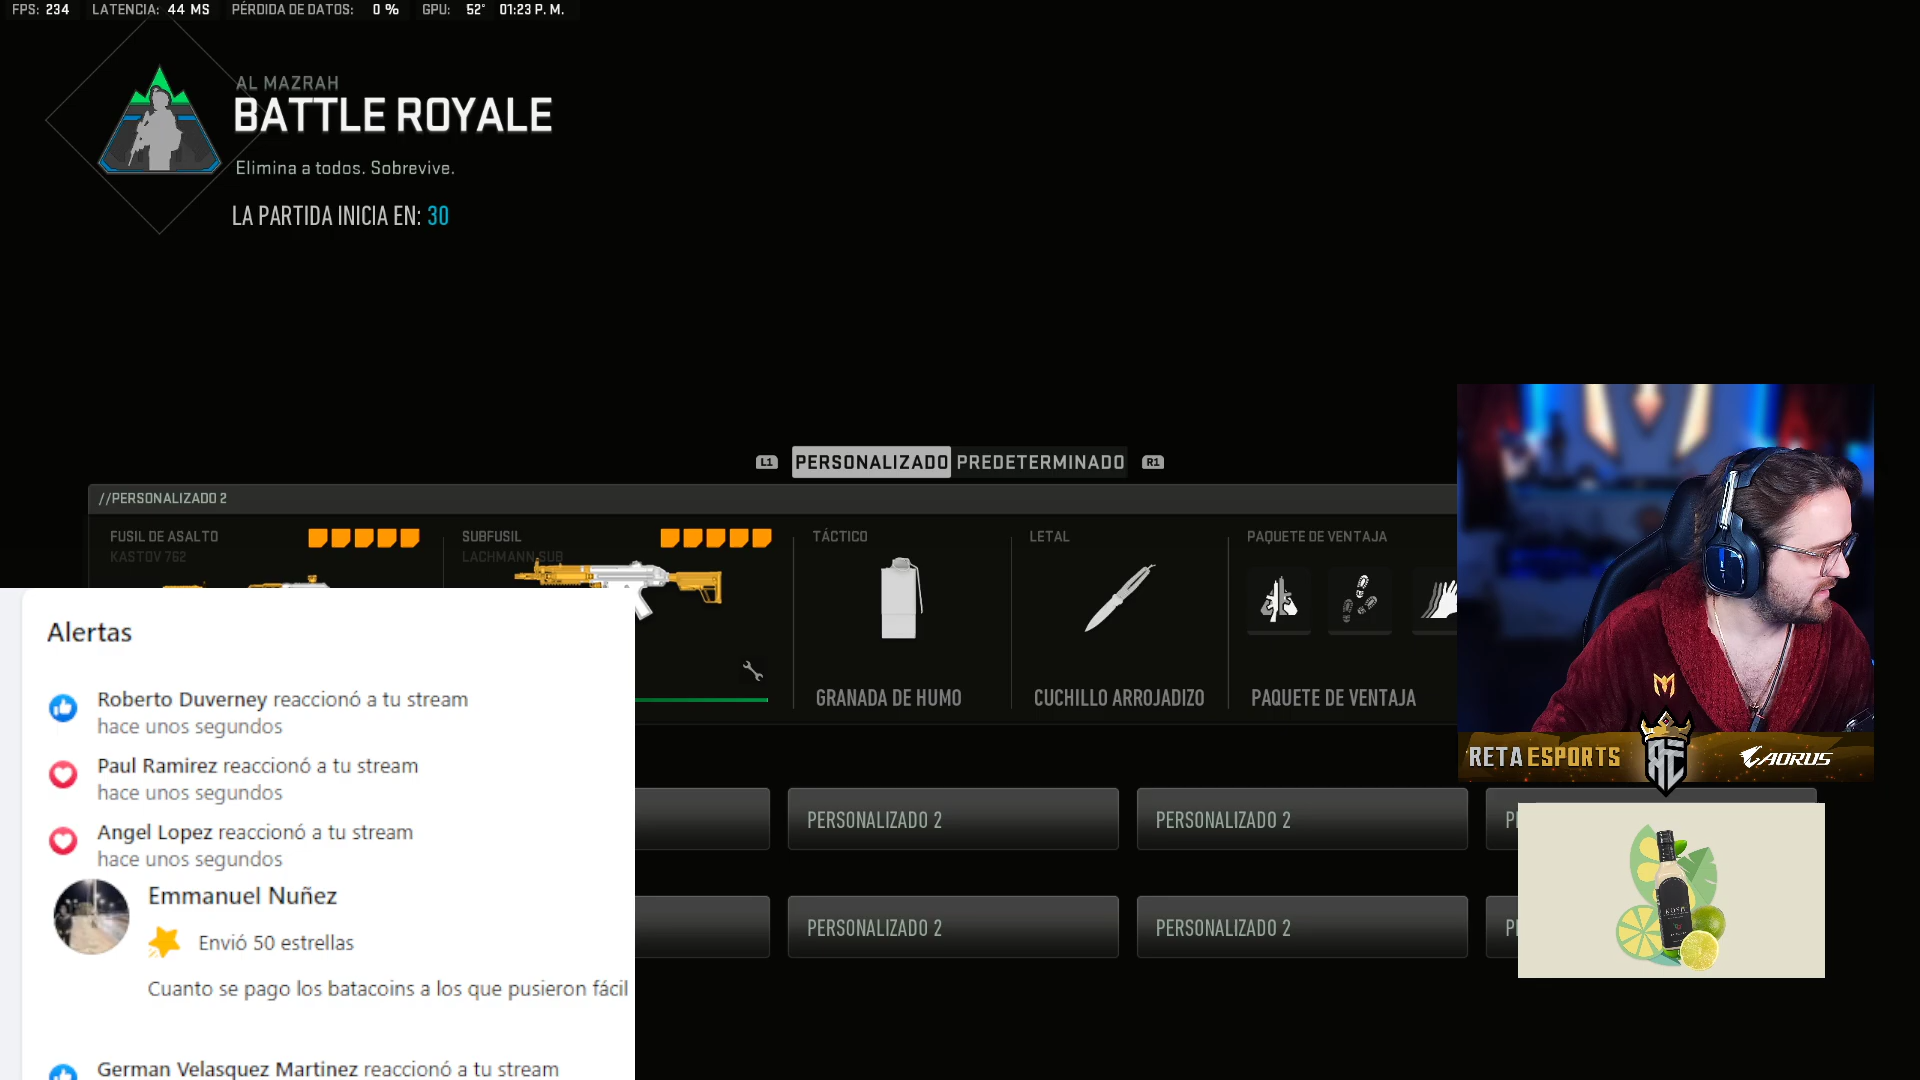 FPS: 234 LATENCIA: 44 MS PÉRDIDA DE DATOS: 0 % GPU: 52° 01:23 P. M.
AL MAZRAH
BATTLE ROYALE
Elimina a todos. Sobrevive.
LA PARTIDA INICIA EN: 30
L1 PERSONALIZADO PREDETERMINADO R1
//PERSONALIZADO 2
FUSIL DE ASALTO
KASTOV 762
SUBFUSIL
LACHMANN SUB
TÁCTICO
GRANADA DE HUMO
LETAL
CUCHILLO ARROJADIZO
PAQUETE DE VENTAJA
PAQUETE DE VENTAJA
PERSONALIZADO 2
PERSONALIZADO 2
PERSONALIZADO 2
PERSONALIZADO 2
Alertas
Roberto Duverney reaccionó a tu stream
hace unos segundos
Paul Ramirez reaccionó a tu stream
hace unos segundos
Angel Lopez reaccionó a tu stream
hace unos segundos
Emmanuel Nuñez
Envió 50 estrellas
Cuanto se pago los batacoins a los que pusieron fácil
German Velasquez Martinez reaccionó a tu stream
RETA ESPORTS
AORUS